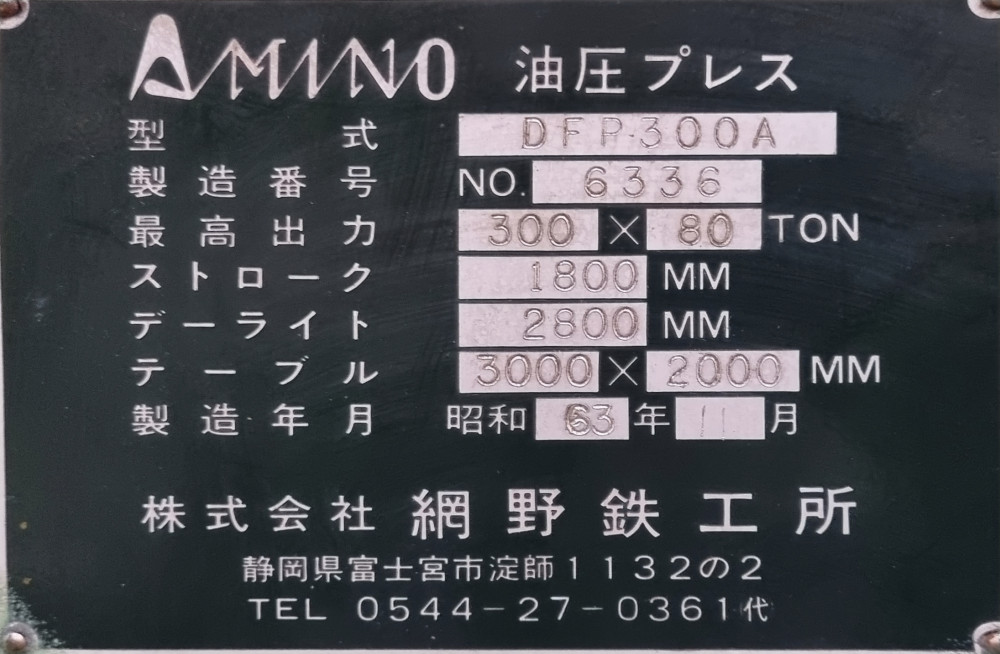 AMINO 油圧プレス
型式 DFP300A
製造番号 NO. 6336
最高出力 300 × 80 TON
ストローク 1800 MM
デーライト 2800 MM
テーブル 3000 × 2000 MM
製造年月 昭和 63 年 11 月
株式会社 網野鉄工所
静岡県富士宮市淀師1132の2
TEL 0544-27-0361代